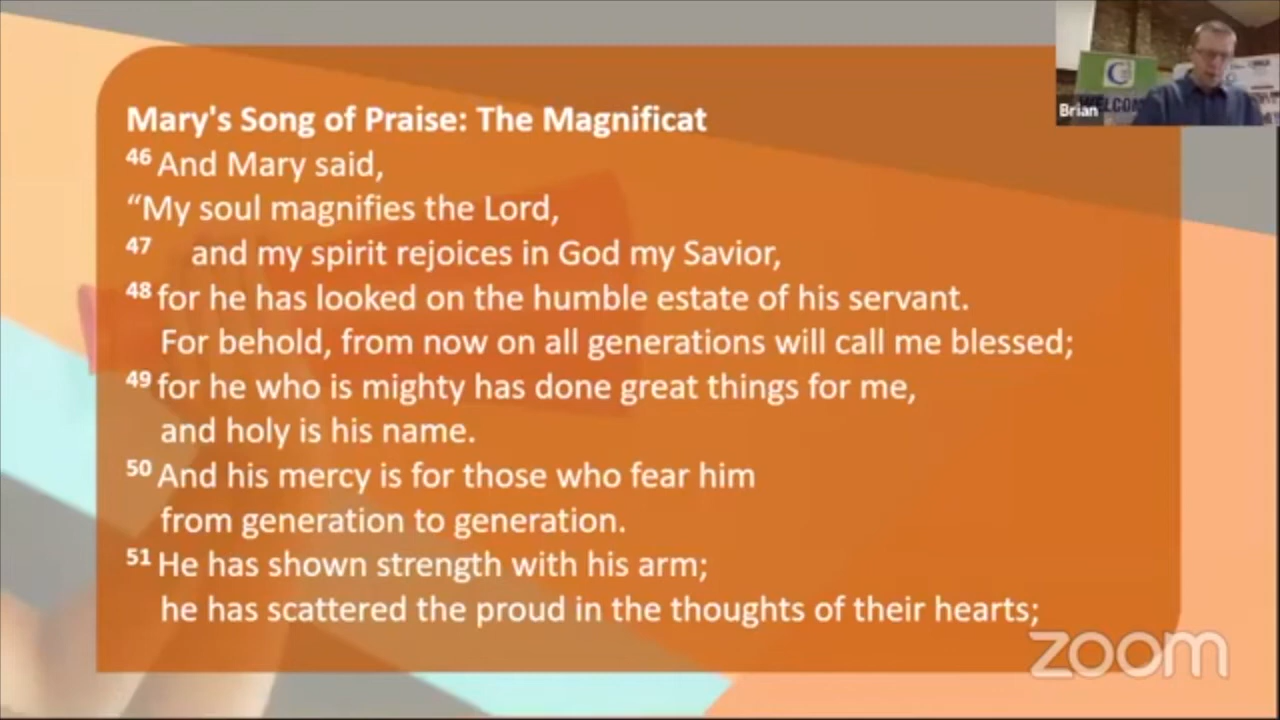 Mary's Song of Praise: The Magnificat
46 And Mary said,
“My soul magnifies the Lord,
47 and my spirit rejoices in God my Savior,
48 for he has looked on the humble estate of his servant.
For behold, from now on all generations will call me blessed;
49 for he who is mighty has done great things for me,
and holy is his name.
50 And his mercy is for those who fear him
from generation to generation.
51 He has shown strength with his arm;
he has scattered the proud in the thoughts of their hearts;
WELCOM
Brian
zoom